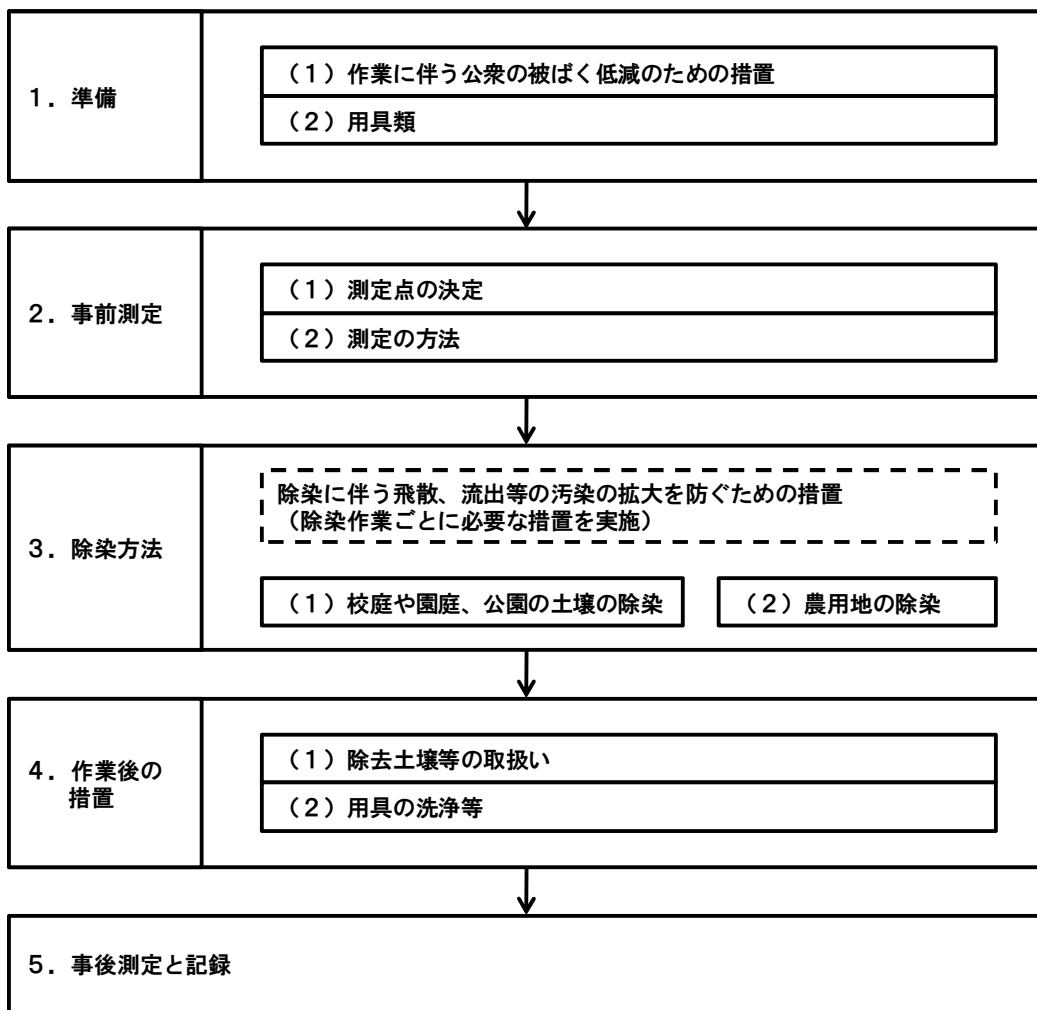 １．準備
（１）作業に伴う公衆の被ばく低減のための措置
（２）用具類
２．事前測定
（１）測定点の決定
（２）測定の方法
３．除染方法
除染に伴う飛散、流出等の汚染の拡大を防ぐための措置
（除染作業ごとに必要な措置を実施）
（１）校庭や園庭、公園の土壌の除染
（２）農用地の除染
４．作業後の
措置
（１）除去土壌等の取扱い
（２）用具の洗浄等
５．事後測定と記録